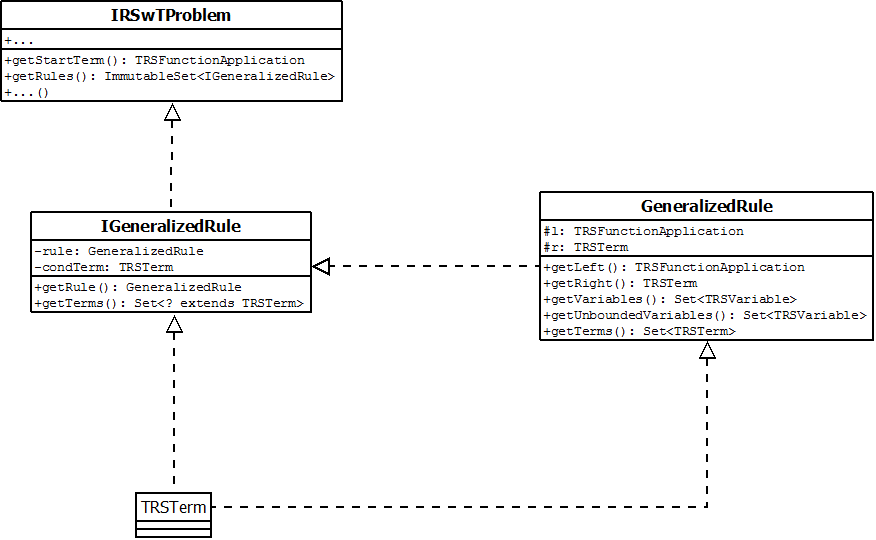 IRSwTProblem
+...
+getStartTerm(): TRSFunctionApplication
+getRules(): ImmutableSet<IGeneralizedRule>
+...()
IGeneralizedRule
-rule: GeneralizedRule
-condTerm: TRSTerm
+getRule(): GeneralizedRule
+getTerms(): Set<? extends TRSTerm>
GeneralizedRule
#l: TRSFunctionApplication
#r: TRSTerm
+getLeft(): TRSFunctionApplication
+getRight(): TRSTerm
+getVariables(): Set<TRSVariable>
+getUnboundedVariables(): Set<TRSVariable>
+getTerms(): Set<TRSTerm>
TRSTerm